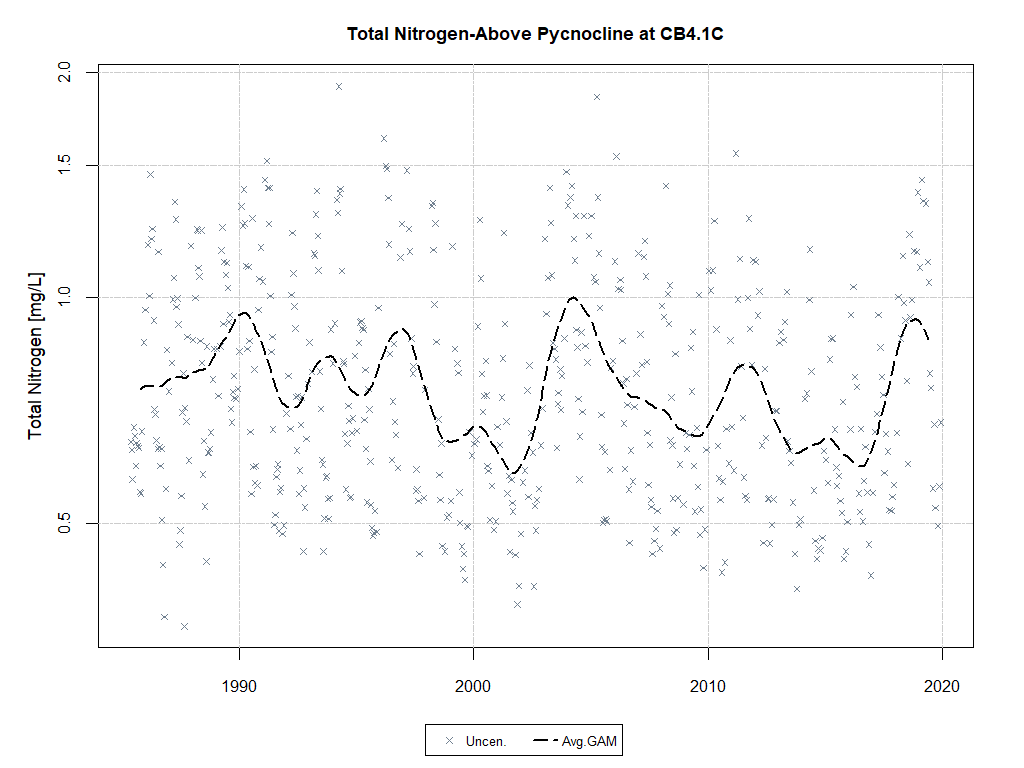 Total Nitrogen-Above Pycnocline at CB4.1C
Total Nitrogen [mg/L]
2.0
1.5
1.0
0.5
1990 2000 2010 2020
Uncen. Avg.GAM